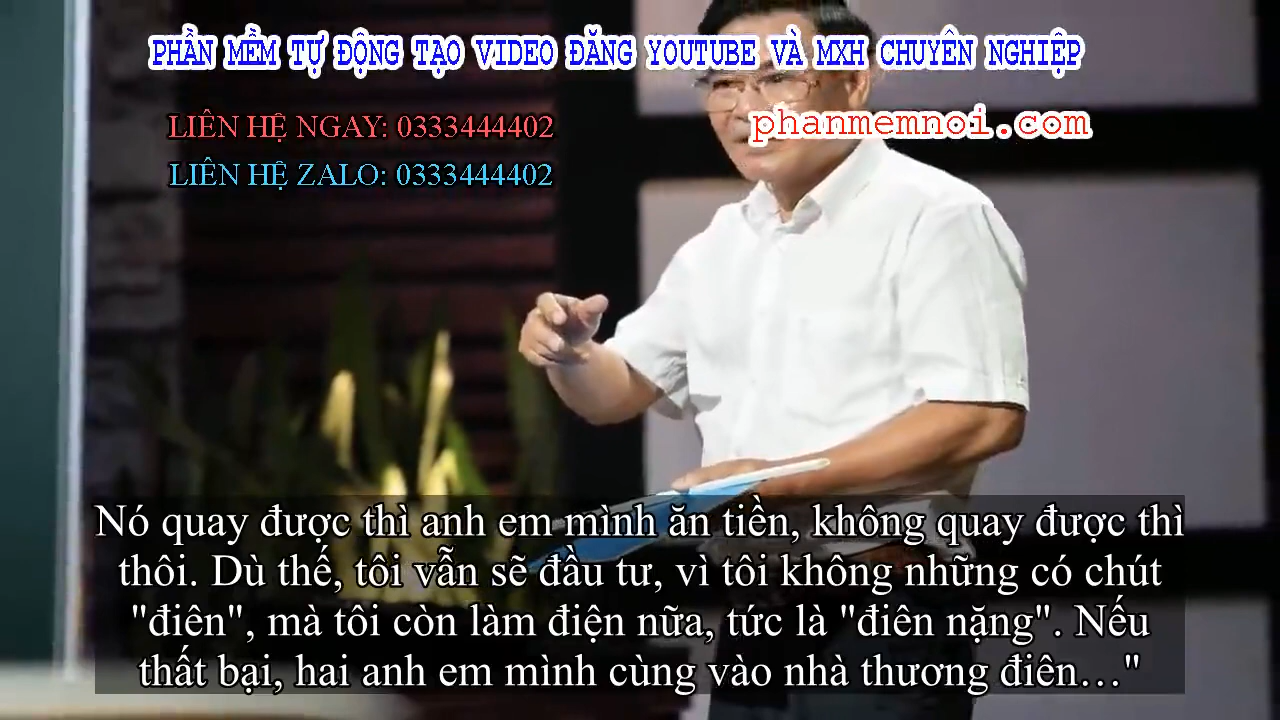 PHẦN MỀM TỰ ĐỘNG TẠO VIDEO ĐĂNG YOUTUBE VÀ MXH CHUYÊN NGHIỆP
LIÊN HỆ NGAY: 0333444402
phanmemnoi.com
LIÊN HỆ ZALO: 0333444402
Nó quay được thì anh em mình ăn tiền, không quay được thì
thôi. Dù thế, tôi vẫn sẽ đầu tư, vì tôi không những có chút
"điên", mà tôi còn làm điện nữa, tức là "điên nặng". Nếu
thất bại, hai anh em mình cùng vào nhà thương điên…"